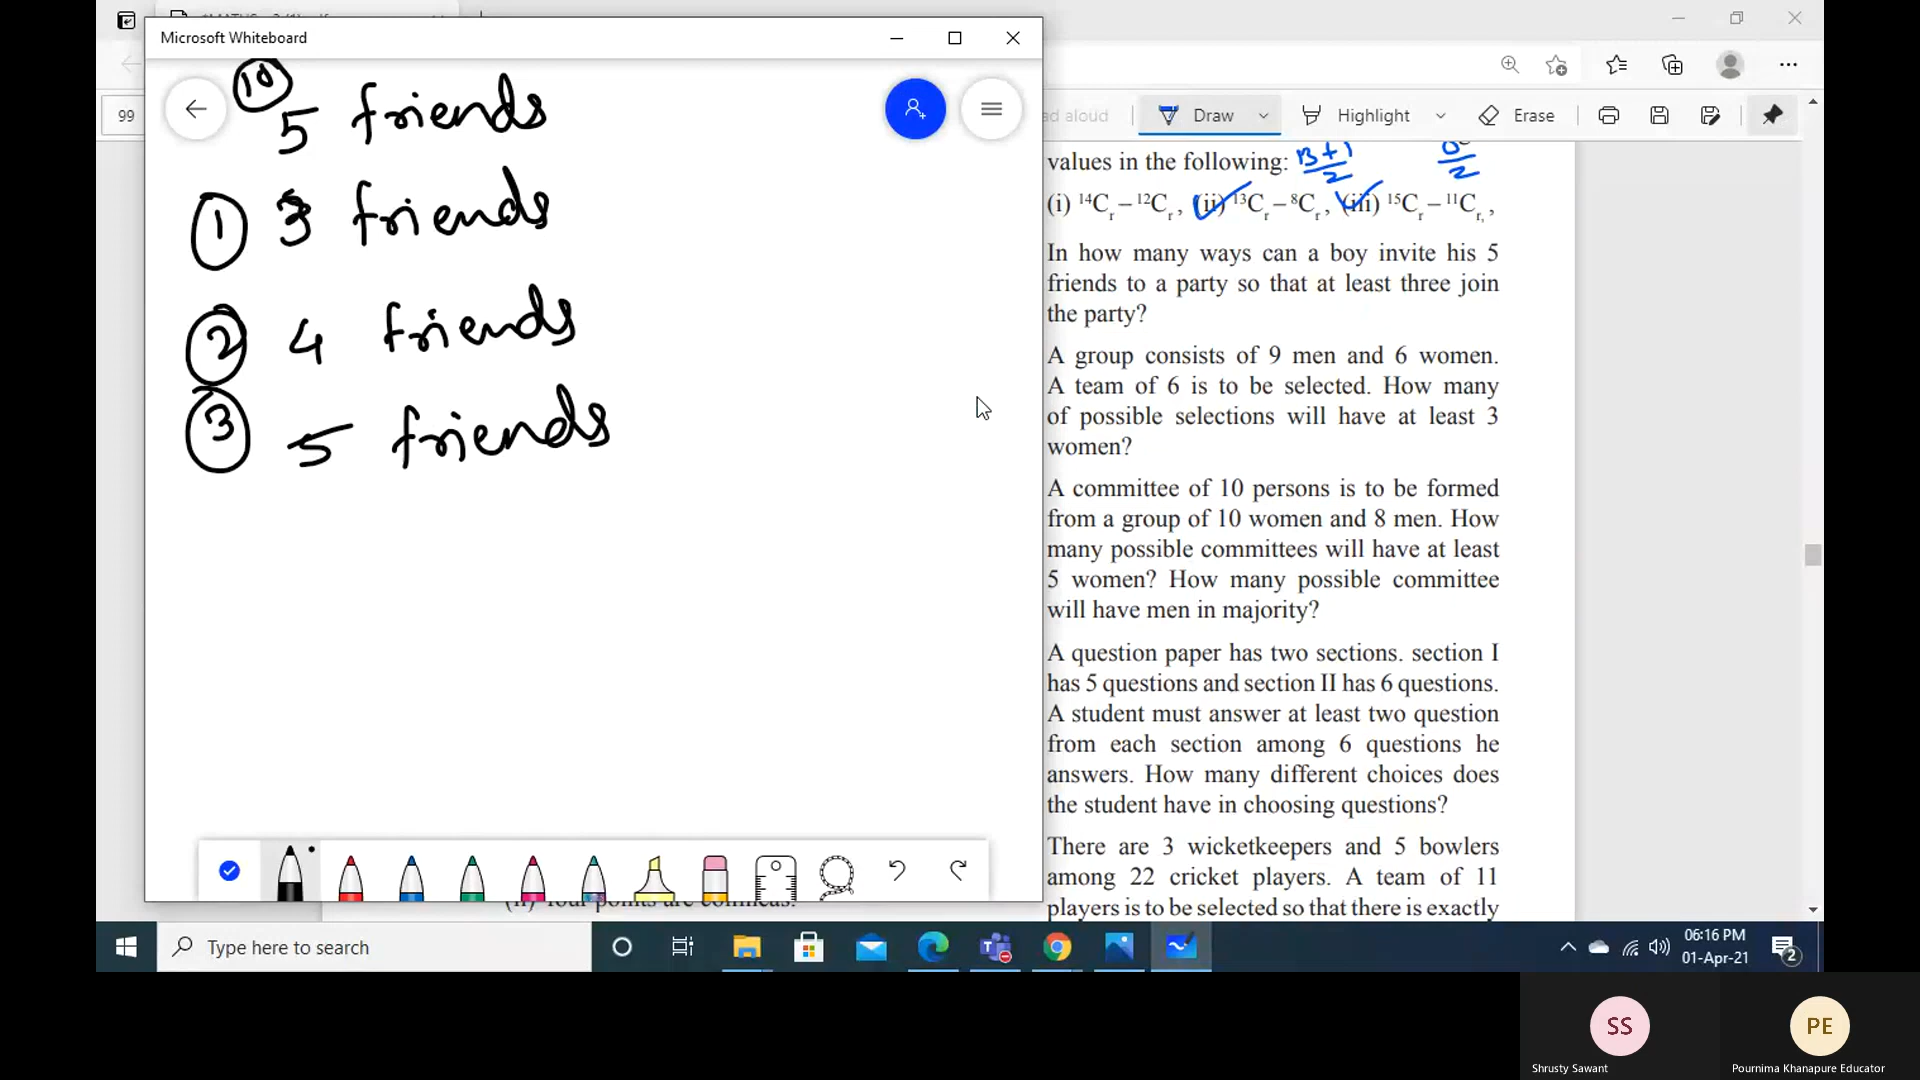 Microsoft Whiteboard
10
5 friends
1 3 friends
2 4 friends
3 5 friends
99
ad aloud
Draw
Highlight
Erase
values in the following: 13+1
2
2
(i) ¹⁴Cᵣ – ¹²Cᵣ , (ii) ¹³Cᵣ – ⁸Cᵣ , (iii) ¹⁵Cᵣ – ¹¹Cᵣ, ,
In how many ways can a boy invite his 5
friends to a party so that at least three join
the party?
A group consists of 9 men and 6 women.
A team of 6 is to be selected. How many
of possible selections will have at least 3
women?
A committee of 10 persons is to be formed
from a group of 10 women and 8 men. How
many possible committees will have at least
5 women? How many possible committee
will have men in majority?
A question paper has two sections. section I
has 5 questions and section II has 6 questions.
A student must answer at least two question
from each section among 6 questions he
answers. How many different choices does
the student have in choosing questions?
There are 3 wicketkeepers and 5 bowlers
among 22 cricket players. A team of 11
players is to be selected so that there is exactly
Type here to search
06:16 PM
01-Apr-21
2
SS
PE
Shrusty Sawant
Pournima Khanapure Educator